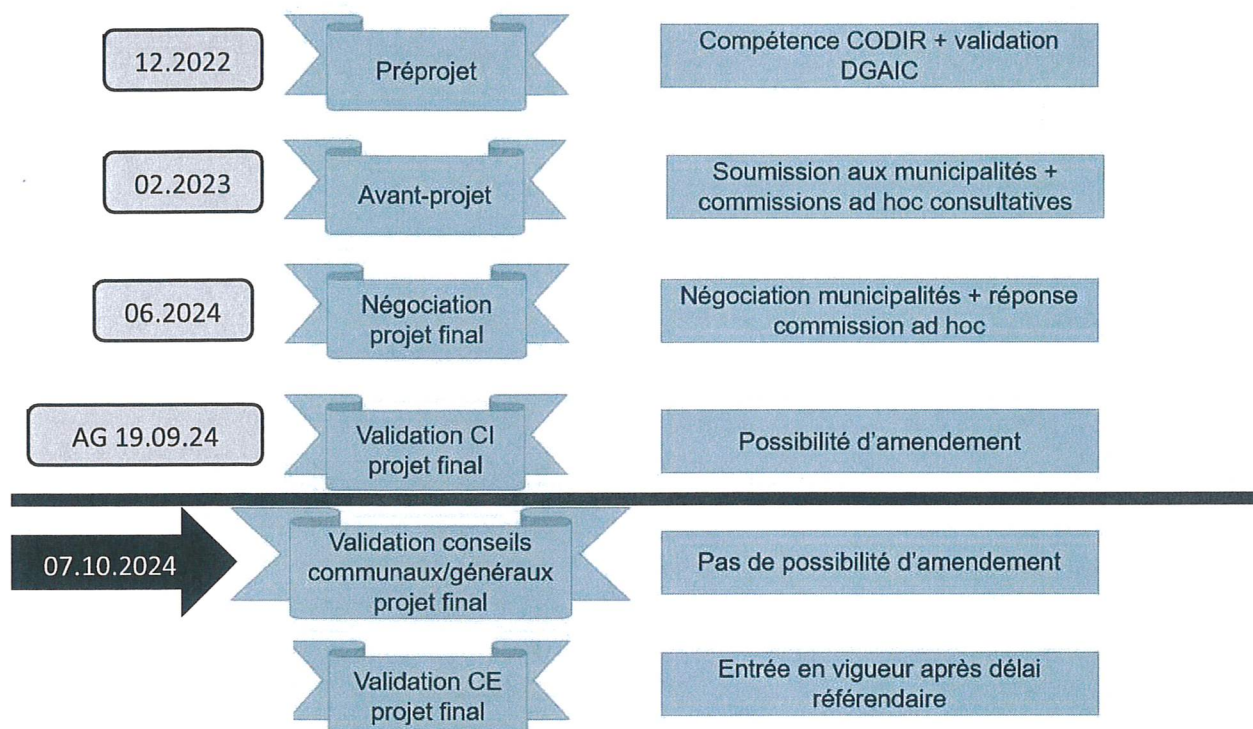 12.2022
Préprojet
Compétence CODIR + validation
DGAIC
02.2023
Avant-projet
Soumission aux municipalités +
commissions ad hoc consultatives
06.2024
Négociation
projet final
Négociation municipalités + réponse
commission ad hoc
AG 19.09.24
Validation CI
projet final
Possibilité d'amendement
07.10.2024
Validation conseils
communaux/généraux
projet final
Pas de possibilité d'amendement
Validation CE
projet final
Entrée en vigueur après délai
référendaire